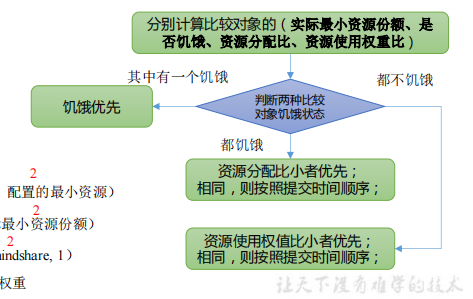 分别计算比较对象的（实际最小资源份额、是
否饥饿、资源分配比、资源使用权重比）
其中有一个饥饿
都不饥饿
饥饿优先
判断两种比较
对象饥饿状态
都饥饿
资源分配比小者优先；
相同，则按照提交时间顺序；
2
配置的最小资源）
2
最小资源份额）
2
indshare, 1）
权重
资源使用权值比小者优先；
相同，则按照提交时间顺序；
让天下没有难学的技术